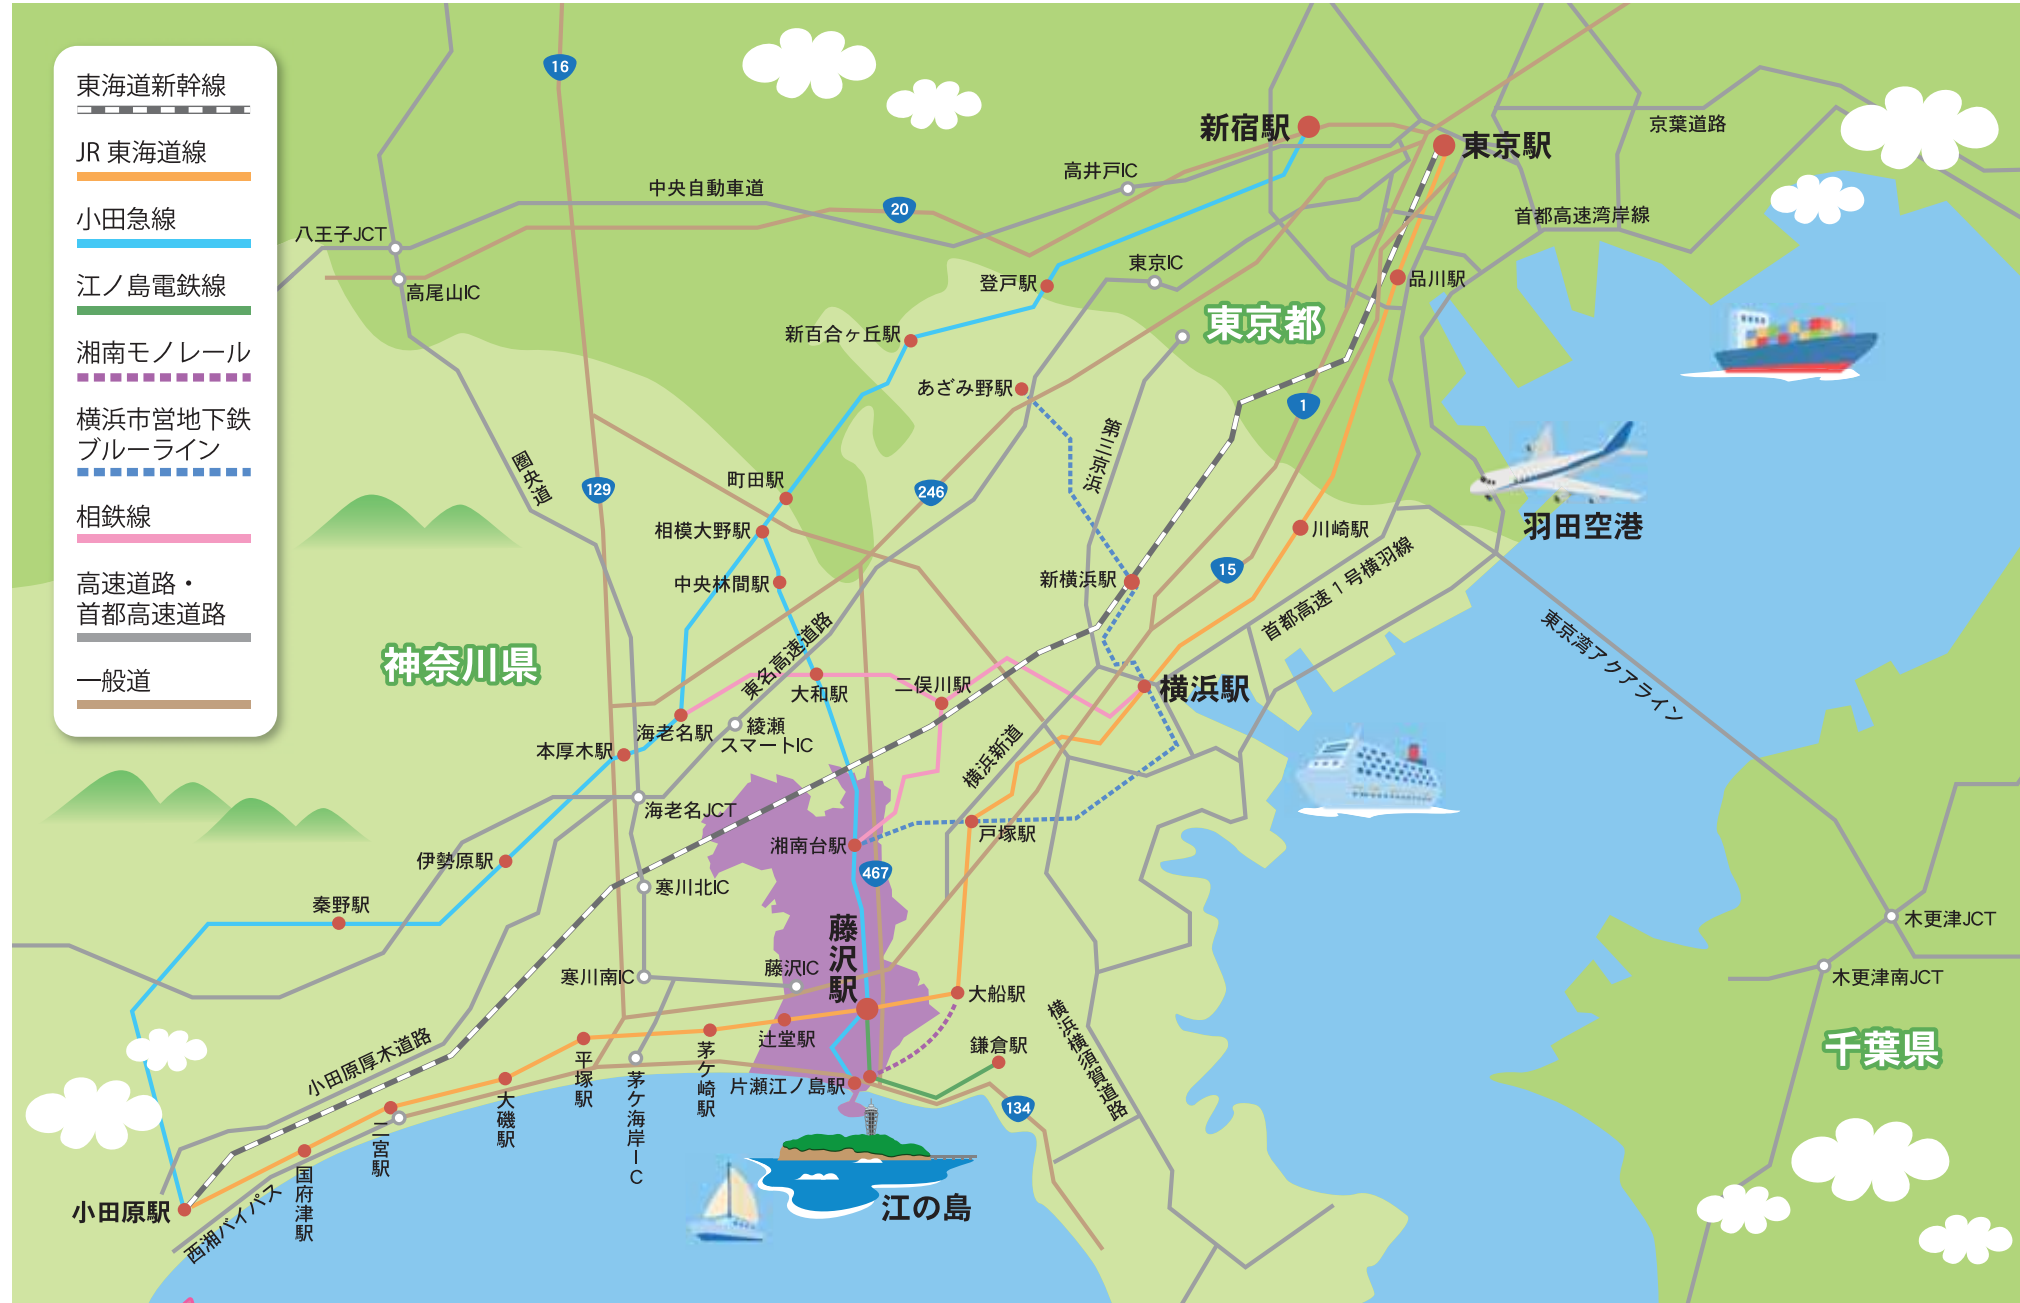 東海道新幹線
JR 東海道線
小田急線
江ノ島電鉄線
湘南モノレール
横浜市営地下鉄
ブルーライン
相鉄線
高速道路・
首都高速道路
一般道
16
新宿駅
東京駅
京葉道路
高井戸IC
中央自動車道
20
首都高速湾岸線
八王子JCT
高尾山IC
東京IC
登戸駅
品川駅
東京都
新百合ヶ丘駅
あざみ野駅
1
第三京浜
圏央道
129
町田駅
246
相模大野駅
川崎駅
羽田空港
中央林間駅
新横浜駅
15
首都高速1号横羽線
東名高速道路
東京湾アクアライン
神奈川県
大和駅
二俣川駅
横浜駅
海老名駅
綾瀬
スマートIC
本厚木駅
横浜新道
海老名JCT
湘南台駅
戸塚駅
伊勢原駅
467
寒川北IC
秦野駅
藤沢駅
木更津JCT
寒川南IC
藤沢IC
木更津南JCT
大船駅
横浜横須賀道路
辻堂駅
鎌倉駅
千葉県
小田原厚木道路
平塚駅
茅ケ海岸IC
茅ケ崎駅
片瀬江ノ島駅
134
大磯駅
二宮駅
国府津駅
小田原駅
西湘バイパス
江の島